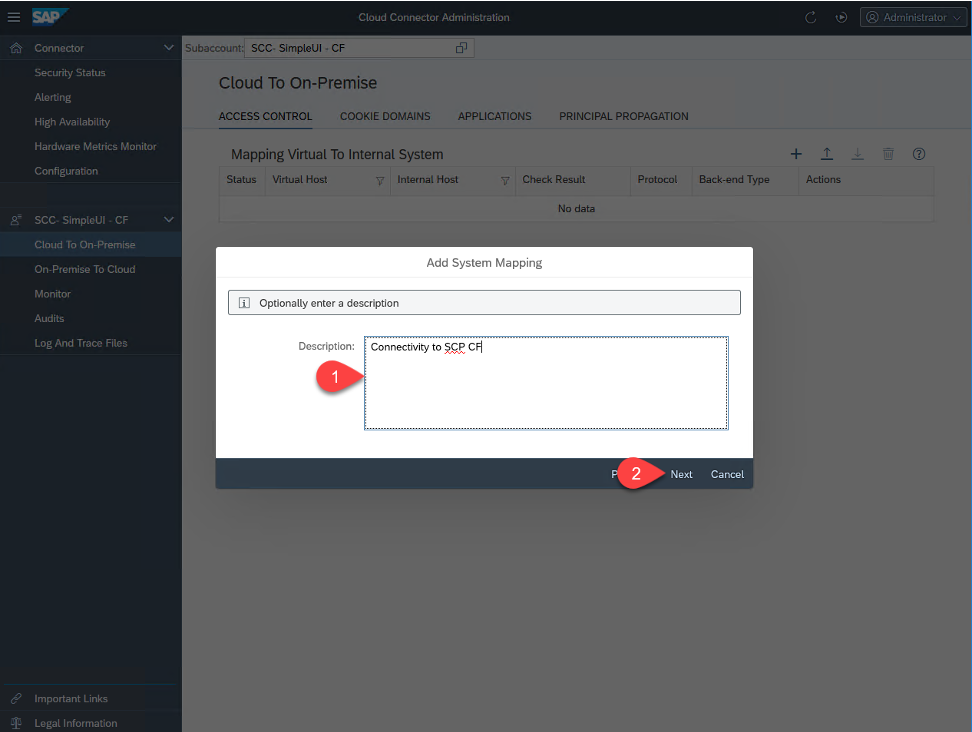 SAP
Cloud Connector Administration
Administrator
Connector
Security Status
Alerting
High Availability
Hardware Metrics Monitor
Configuration
SCC- SimpleUI - CF
Cloud To On-Premise
On-Premise To Cloud
Monitor
Audits
Log And Trace Files
Important Links
Legal Information
Subaccount: SCC- SimpleUI - CF
Cloud To On-Premise
ACCESS CONTROL COOKIE DOMAINS APPLICATIONS PRINCIPAL PROPAGATION
Mapping Virtual To Internal System
Status Virtual Host Internal Host Check Result Protocol Back-end Type Actions
No data
Add System Mapping
Optionally enter a description
Description: Connectivity to SCP CF
1
2 Next Cancel